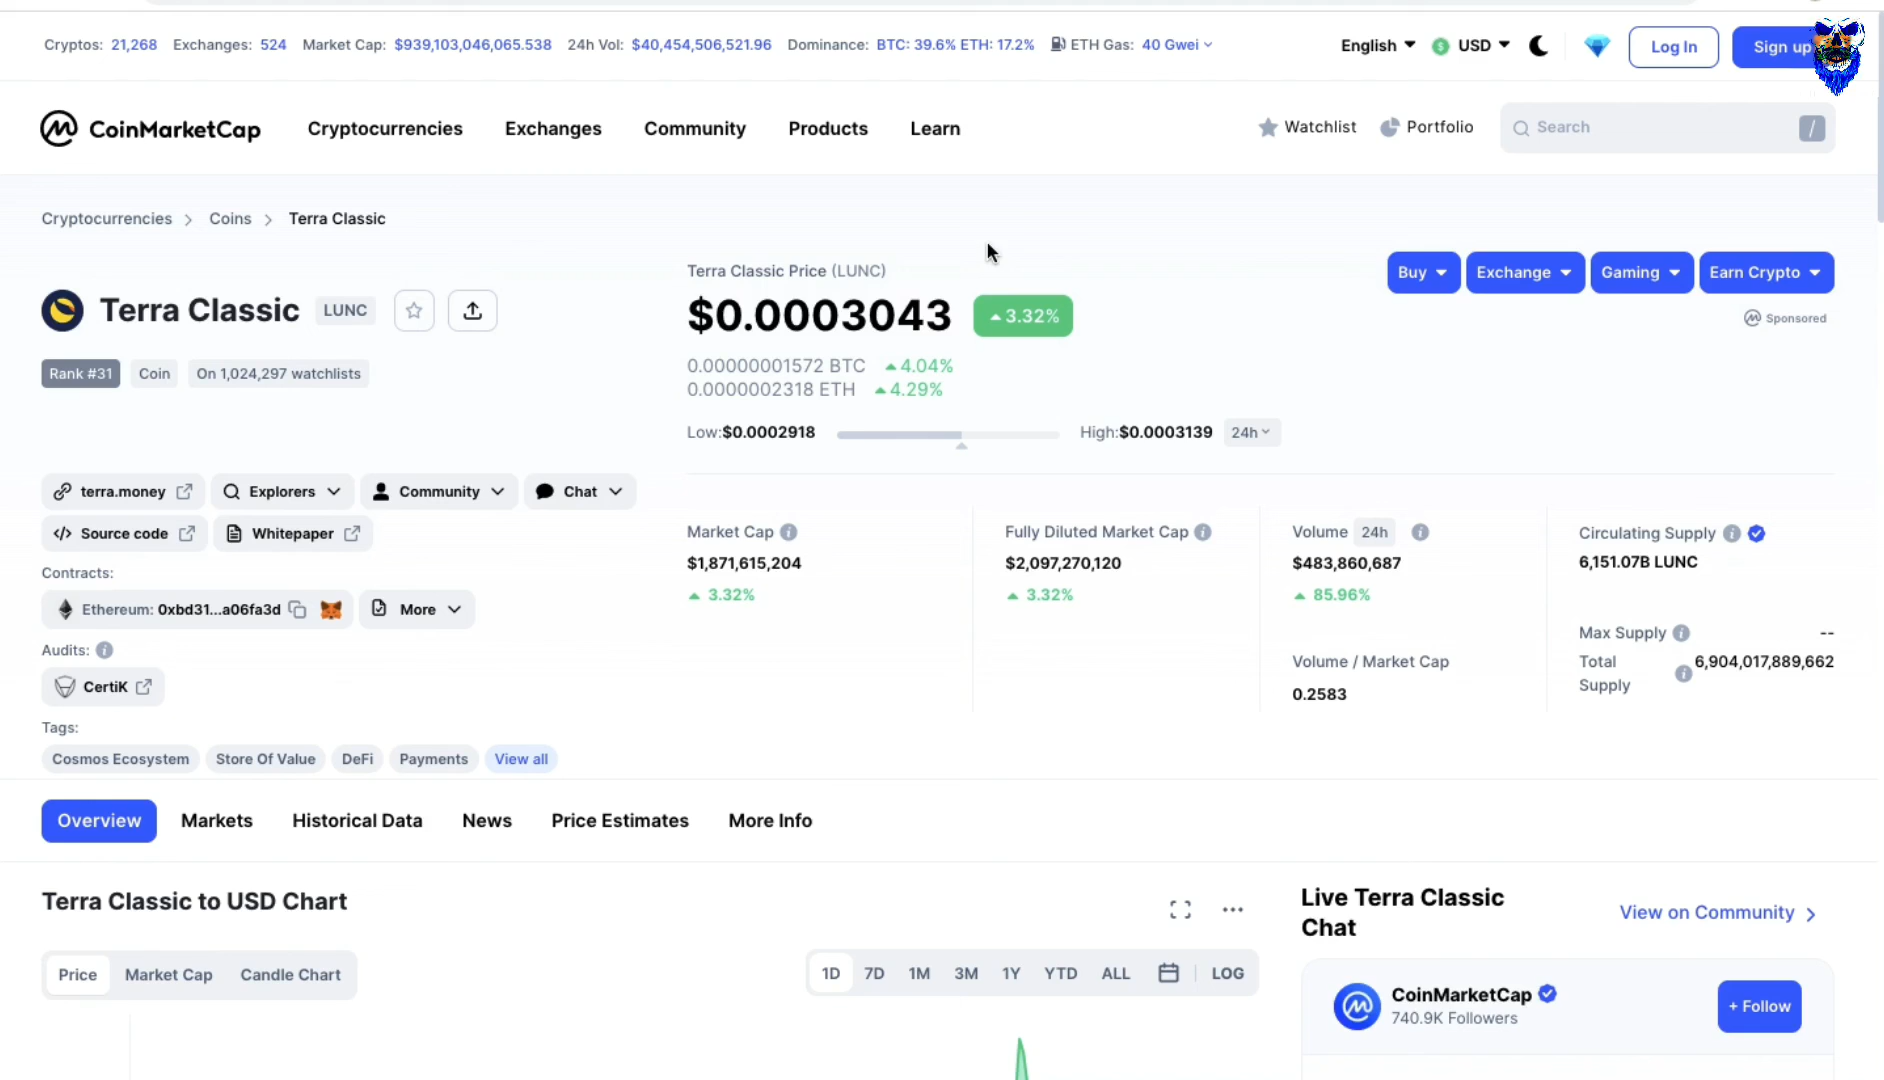 Cryptos: 21,268 Exchanges: 524 Market Cap: $939,103,046,065.538 24h Vol: $40,454,506,521.96 Dominance: BTC: 39.6% ETH: 17.2% ETH Gas: 40 Gwei
English USD Log In Sign up
CoinMarketCap Cryptocurrencies Exchanges Community Products Learn Watchlist Portfolio Search /
Cryptocurrencies > Coins > Terra Classic
Terra Classic LUNC
Rank #31 Coin On 1,024,297 watchlists
terra.money Explorers Community Chat
Source code Whitepaper
Contracts:
Ethereum: 0xbd31...a06fa3d More
Audits:
CertiK
Tags:
Cosmos Ecosystem Store Of Value DeFi Payments View all
Terra Classic Price (LUNC)
$0.0003043 3.32%
0.00000001572 BTC 4.04%
0.0000002318 ETH 4.29%
Low:$0.0002918 High:$0.0003139 24h
Buy Exchange Gaming Earn Crypto
Sponsored
Market Cap
$1,871,615,204
3.32%
Fully Diluted Market Cap
$2,097,270,120
3.32%
Volume 24h
$483,860,687
85.96%
Volume / Market Cap
0.2583
Circulating Supply
6,151.07B LUNC
Max Supply --
Total Supply 6,904,017,889,662
Overview Markets Historical Data News Price Estimates More Info
Terra Classic to USD Chart
Price Market Cap Candle Chart
1D 7D 1M 3M 1Y YTD ALL LOG
Live Terra Classic
Chat
View on Community >
CoinMarketCap
740.9K Followers
+ Follow